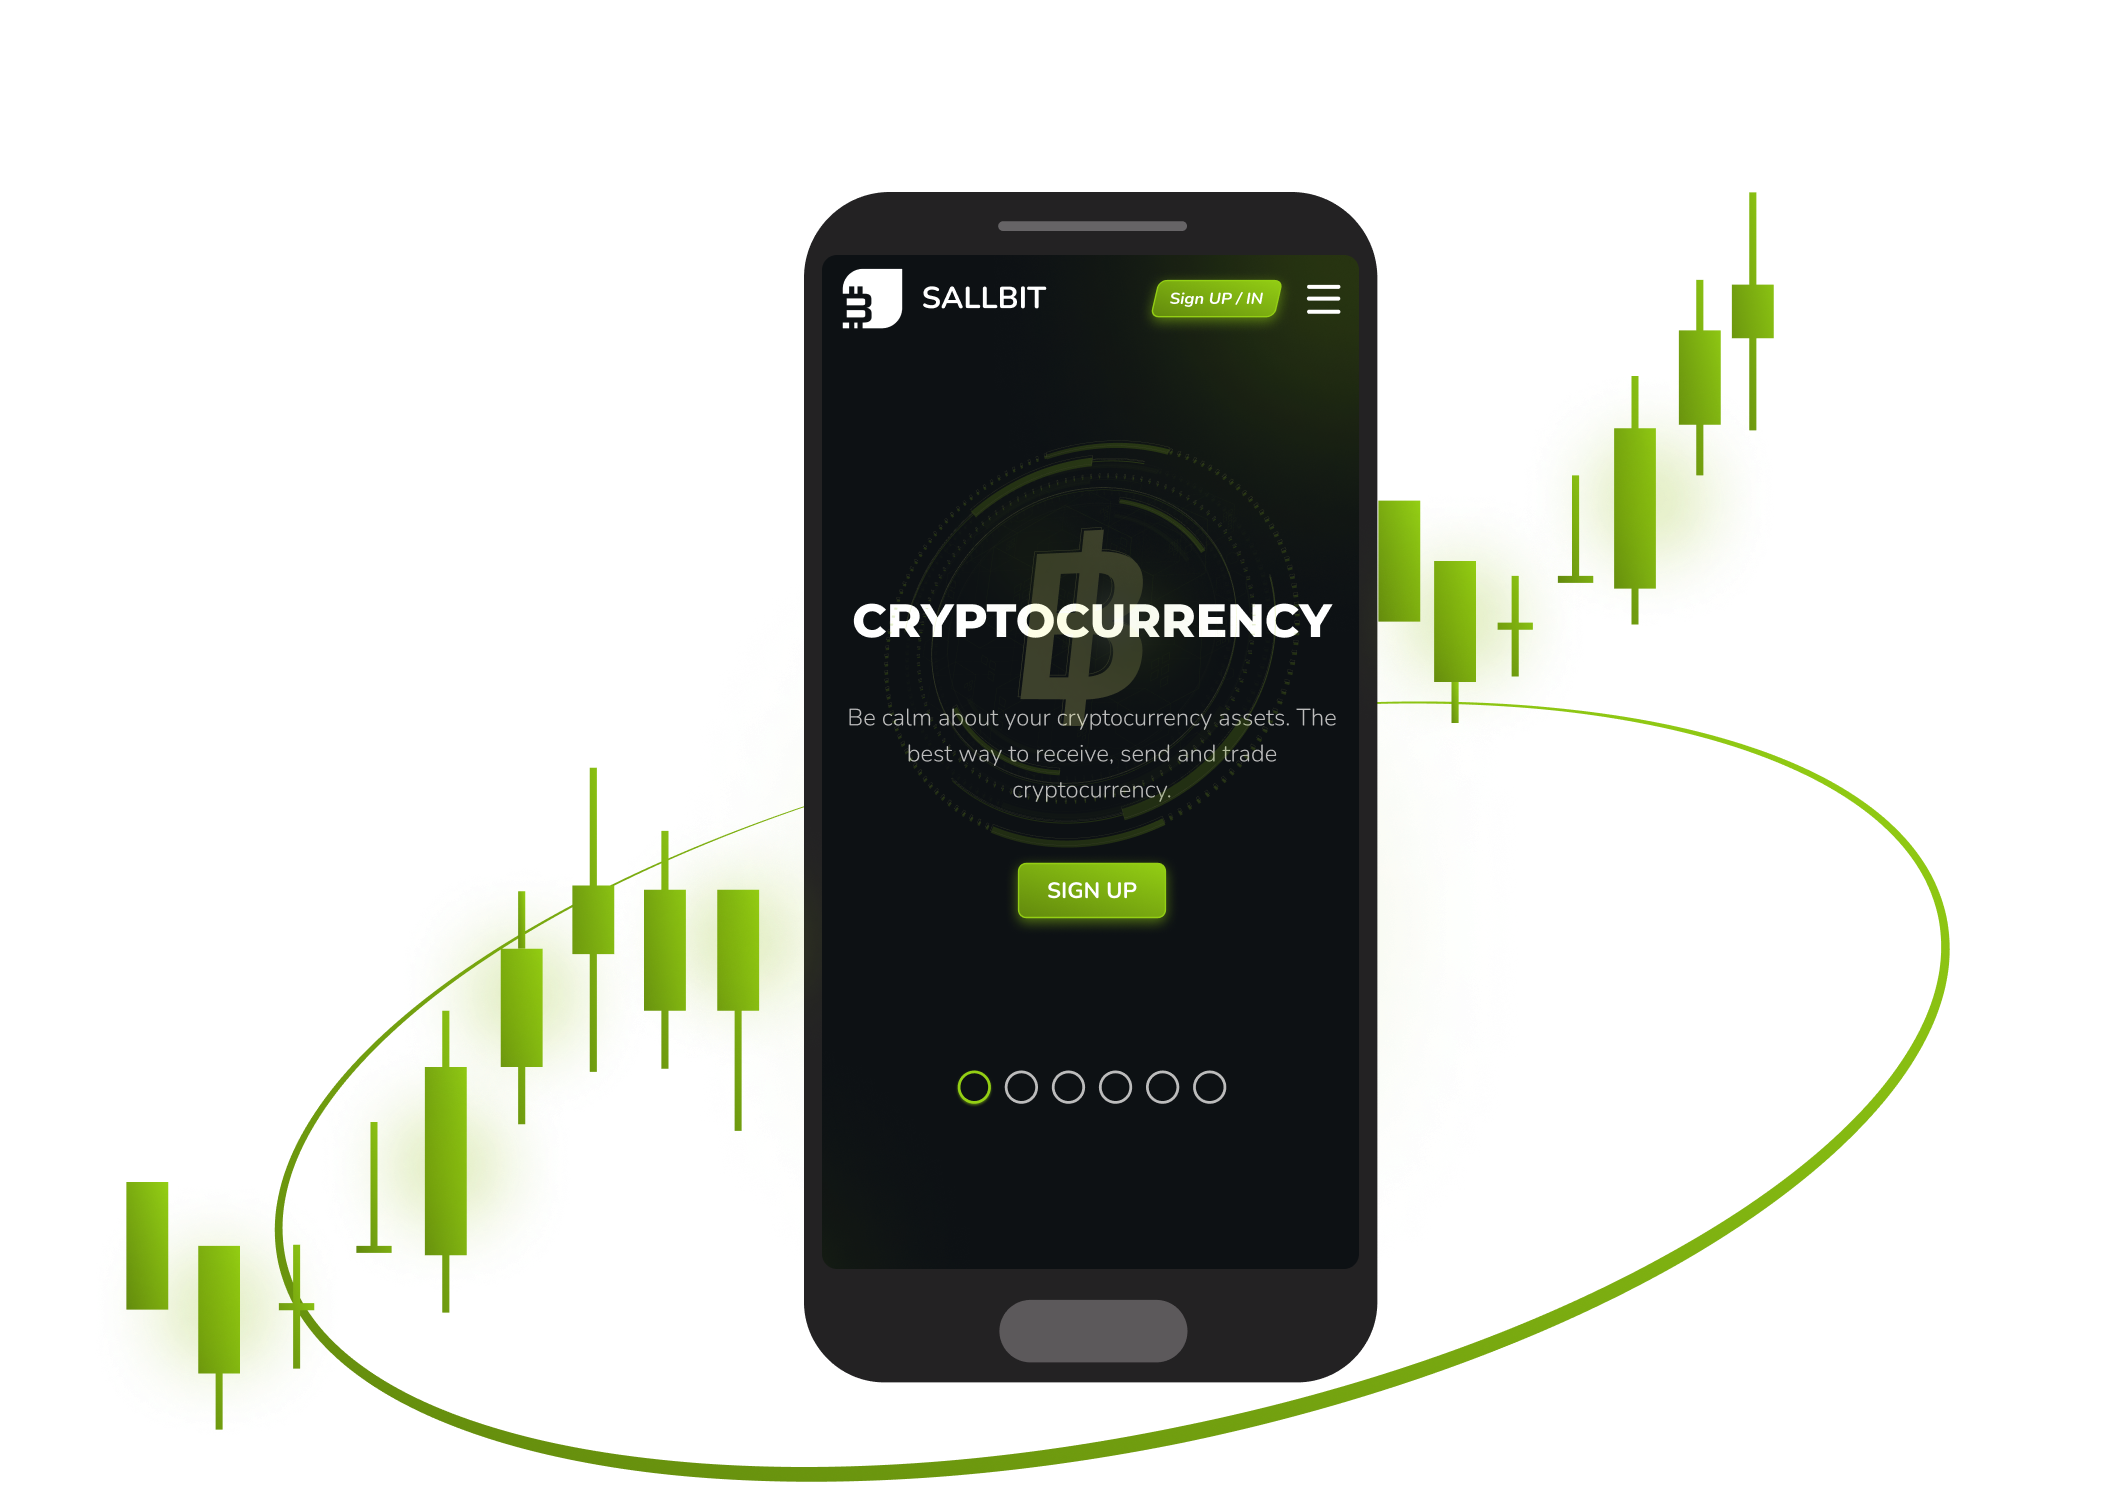 SALLBIT
Sign UP / IN
CRYPTOCURRENCY
Be calm about your cryptocurrency assets. The
best way to receive, send and trade
cryptocurrency.
SIGN UP